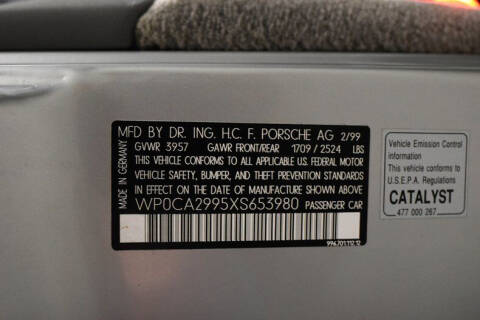 MFD BY DR. ING. H.C. F. PORSCHE AG 2/99
GVWR 3957 GAWR FRONT/REAR 1709 / 2524 LBS
THIS VEHICLE CONFORMS TO ALL APPLICABLE U.S. FEDERAL MOTOR
VEHICLE SAFETY, BUMPER, AND THEFT PREVENTION STANDARDS
IN EFFECT ON THE DATE OF MANUFACTURE SHOWN ABOVE.
WP0CA2995XS653980 PASSENGER CAR
MADE IN GERMANY
996.701.112.12
Vehicle Emission Control
information
This vehicle conforms to
U.S.E.P.A. Regulations
CATALYST
477 000 267